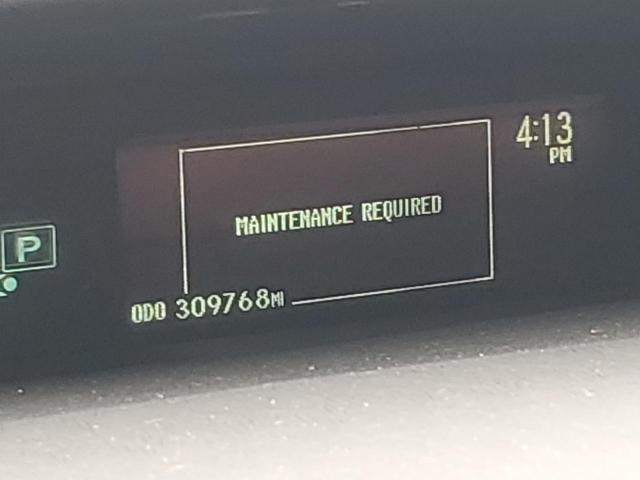 4:13
PM
MAINTENANCE REQUIRED
P
ODO 309768MI